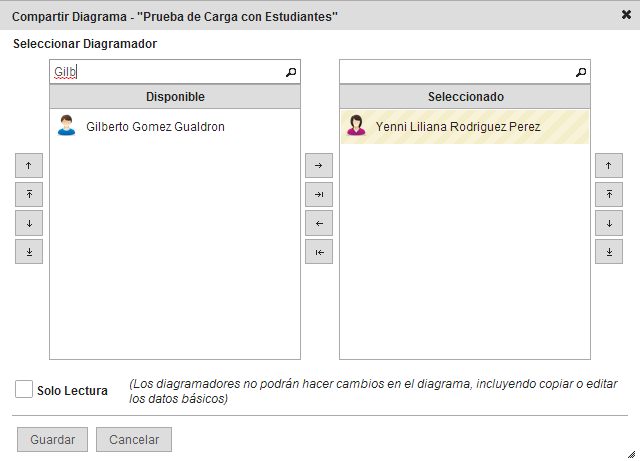 Compartir Diagrama - "Prueba de Carga con Estudiantes"
Seleccionar Diagramador
Gilb
Disponible
Seleccionado
Gilberto Gomez Gualdron
Yenni Liliana Rodriguez Perez
Solo Lectura
(Los diagramadores no podrán hacer cambios en el diagrama, incluyendo copiar o editar
los datos básicos)
Guardar
Cancelar